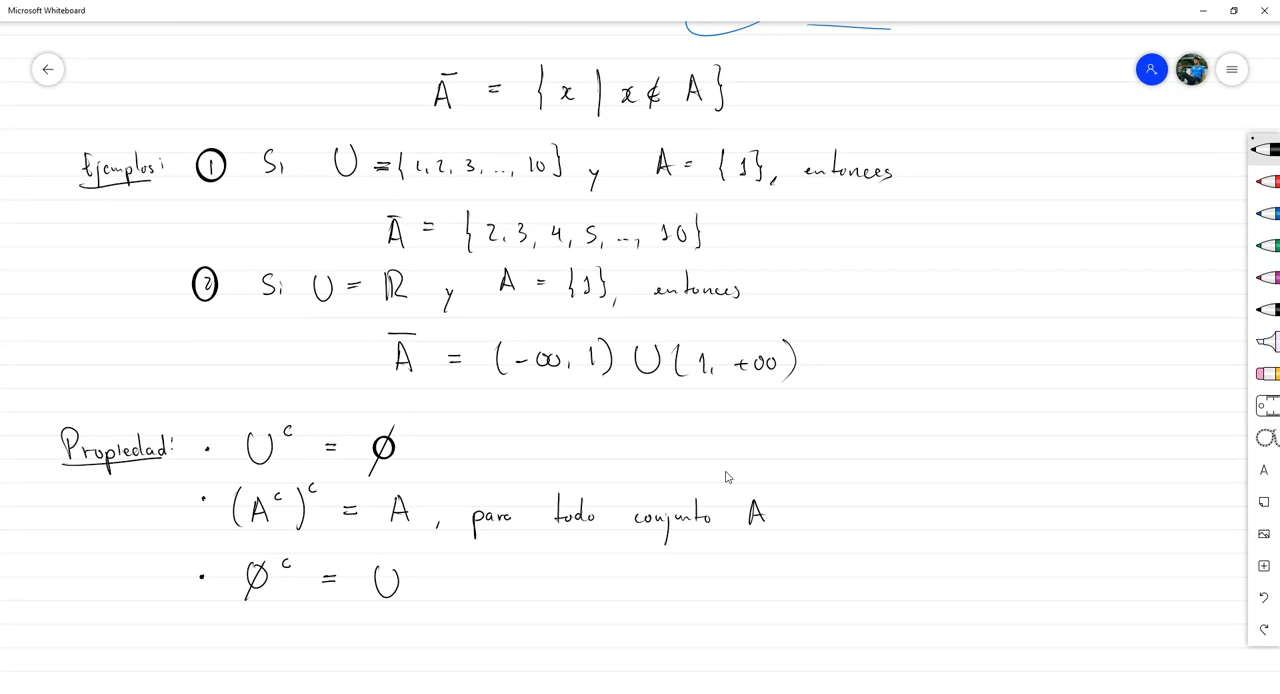 Microsoft Whiteboard
Ā = { x | x ∉ A }
Ejemplos: ① Si U = { 1, 2, 3, ..., 10 } y A = { 1 }, entonces
Ā = { 2, 3, 4, 5, ..., 10 }
② Si U = ℝ y A = { 1 }, entonces
Ā = (-∞, 1) ∪ (1, +∞)
Propiedad: · U^c = ∅
· (A^c)^c = A, para todo conjunto A
· ∅^c = U